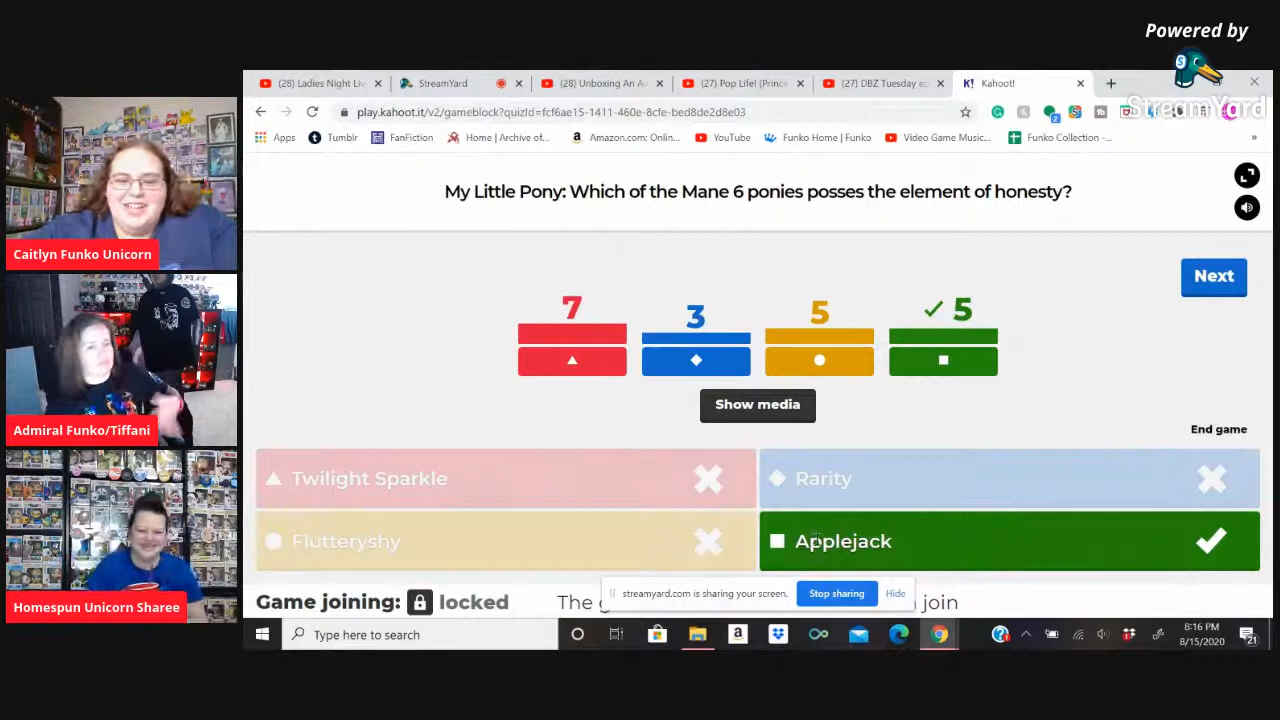 Powered by
StreamYard
(28) Ladies Night Liv
StreamYard
(28) Unboxing An A
(27) Pop Life! (Prince
(27) DBZ Tuesday e
Kahoot!
play.kahoot.it/v2/gameblock?quizId=fcf6ae15-1411-460e-8cfe-bed8de2d8e03
Apps
Tumblr
FanFiction
Home | Archive of...
Amazon.com: Onlin...
YouTube
Funko Home | Funko
Video Game Music...
Funko Collection -...
»
My Little Pony: Which of the Mane 6 ponies posses the element of honesty?
Next
7
3
5
5
Show media
End game
Twilight Sparkle
Rarity
Flutteryshy
Applejack
Game joining: locked
The g
join
streamyard.com is sharing your screen.
Stop sharing
Hide
Type here to search
8:16 PM
8/15/2020
21
Caitlyn Funko Unicorn
Admiral Funko/Tiffani
Homespun Unicorn Sharee